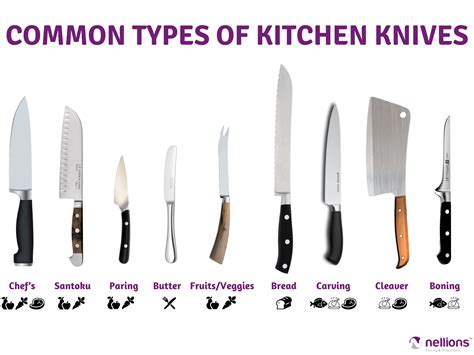 COMMON TYPES OF KITCHEN KNIVES
Chef's Santoku Paring Butter Fruits/Veggies Bread Carving Cleaver Boning
nellions